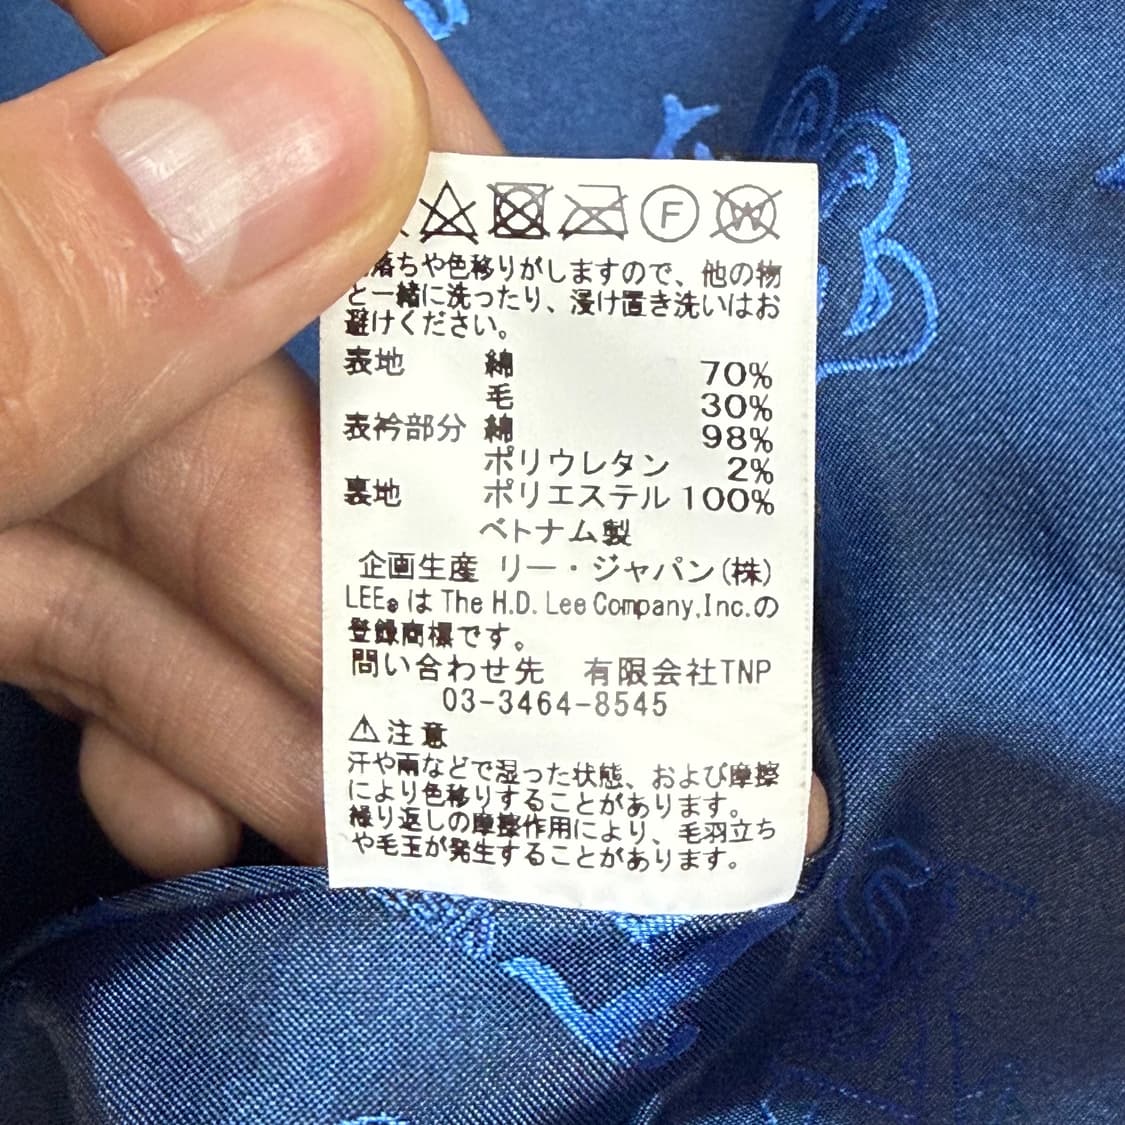 F W
落ちや色移りがしますので、他の物
と一緒に洗ったり、浸け置き洗いはお
避けください。
表地 綿 70%
毛 30%
表衿部分 綿 98%
ポリウレタン 2%
裏地 ポリエステル 100%
ベトナム製
企画生産 リー・ジャパン(株)
LEE® は The H.D. Lee Company,Inc.の
登録商標です。
問い合わせ先 有限会社TNP
03-3464-8545
⚠注意
汗や雨などで湿った状態、および摩擦
により色移りすることがあります。
繰り返しの摩擦作用により、毛羽立ち
や毛玉が発生することがあります。